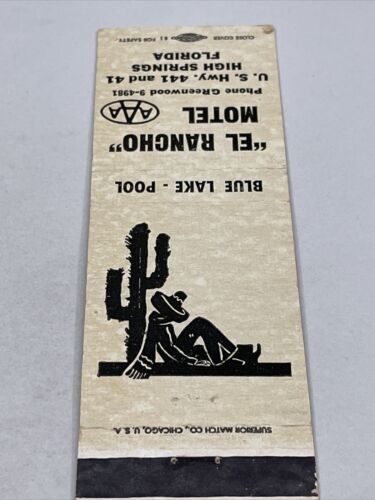 SUPERIOR MATCH CO., CHICAGO, U.S.A.
BLUE LAKE - POOL
"EL RANCHO"
MOTEL AAA
Phone GReenwood 9-4981
U. S. Hwy. 441 and 41
HIGH SPRINGS
FLORIDA
CLOSE COVER FOR SAFETY